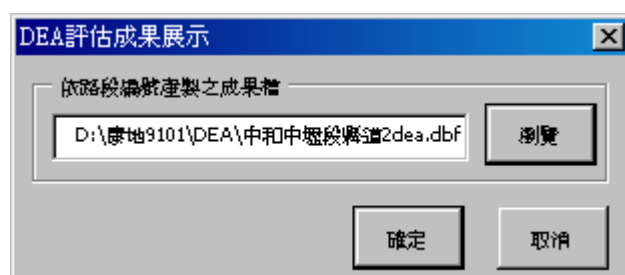 DEA評估成果展示
依路段編號產製之成果檔
D:\康地9101\DEA\中和中壢段縣道2dea.dbf
瀏覽
確定
取消